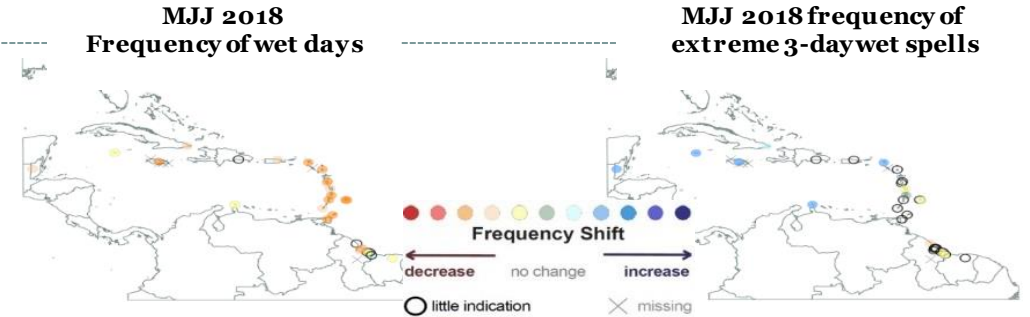 MJJ 2018
Frequency of wet days
MJJ 2018 frequency of
extreme 3-day wet spells
Frequency Shift
decrease no change increase
little indication missing